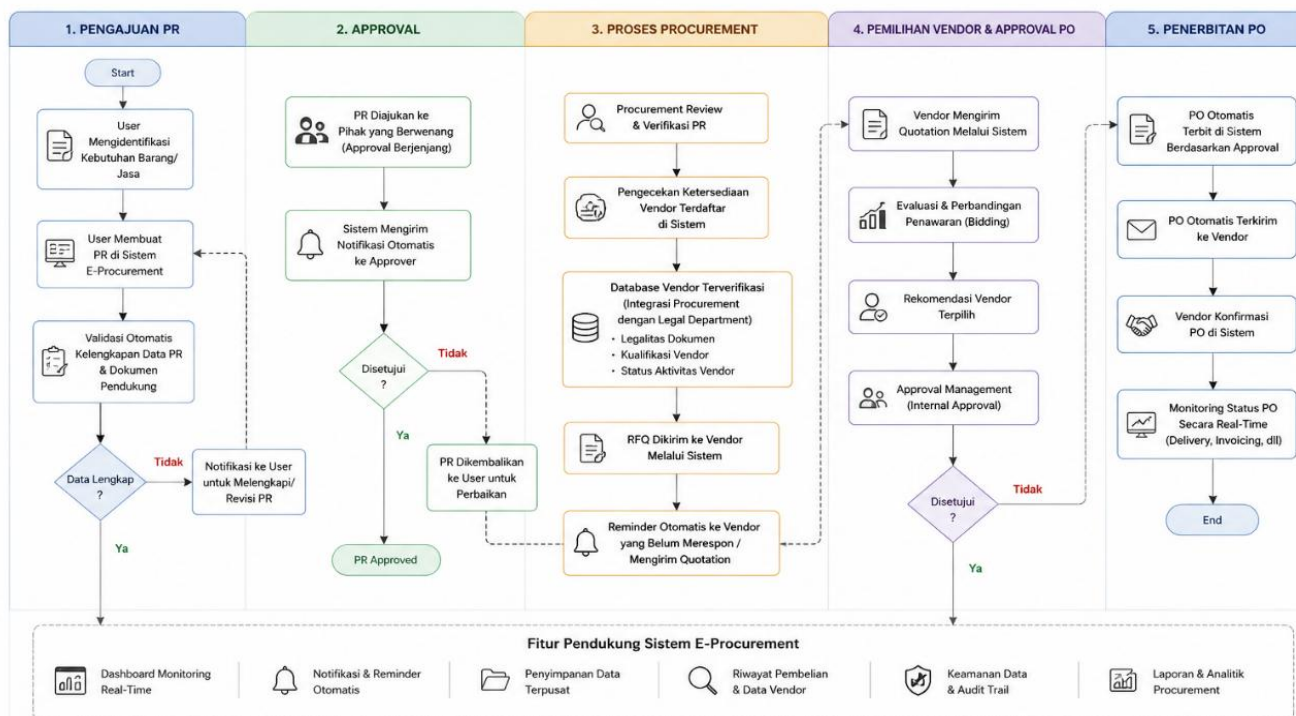 1. PENGAJUAN PR
2. APPROVAL
3. PROSES PROCUREMENT
4. PEMILIHAN VENDOR & APPROVAL PO
5. PENERBITAN PO
Start
User
Mengidentifikasi
Kebutuhan Barang/
Jasa
User Membuat
PR di Sistem
E-Procurement
Validasi Otomatis
Kelengkapan Data PR
& Dokumen
Pendukung
Data Lengkap
?
Tidak
Ya
Notifikasi ke User
untuk Melengkapi/
Revisi PR
PR Diajukan ke
Pihak yang Berwenang
(Approval Berjenjang)
Sistem Mengirim
Notifikasi Otomatis
ke Approver
Disetujui
?
Tidak
Ya
PR Dikembalikan
ke User untuk
Perbaikan
PR Approved
Procurement Review
& Verifikasi PR
Pengecekan Ketersediaan
Vendor Terdaftar
di Sistem
Database Vendor Terverifikasi
(Integrasi Procurement
dengan Legal Department)
• Legalitas Dokumen
• Kualifikasi Vendor
• Status Aktivitas Vendor
RFQ Dikirim ke Vendor
Melalui Sistem
Reminder Otomatis ke Vendor
yang Belum Merespon /
Mengirim Quotation
Vendor Mengirim
Quotation Melalui
Sistem
Evaluasi & Perbandingan
Penawaran (Bidding)
Rekomendasi Vendor
Terpilih
Approval Management
(Internal Approval)
Disetujui
?
Tidak
Ya
PO Otomatis
Terbit di Sistem
Berdasarkan Approval
PO Otomatis Terkirim
ke Vendor
Vendor Konfirmasi
PO di Sistem
Monitoring Status PO
Secara Real-Time
(Delivery, Invoicing, dll)
End
Fitur Pendukung Sistem E-Procurement
Dashboard Monitoring
Real-Time
Notifikasi & Reminder
Otomatis
Penyimpanan Data
Terpusat
Riwayat Pembelian
& Data Vendor
Keamanan Data
& Audit Trail
Laporan & Analitik
Procurement